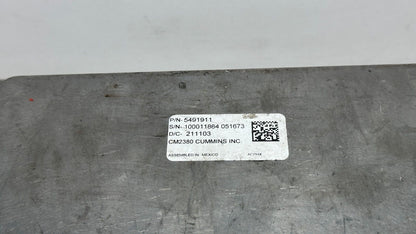 P/N- 5491911
S/N- 100011864 051673
D/C- 211103
CM2380 CUMMINS INC.
ASSEMBLED IN MEXICO